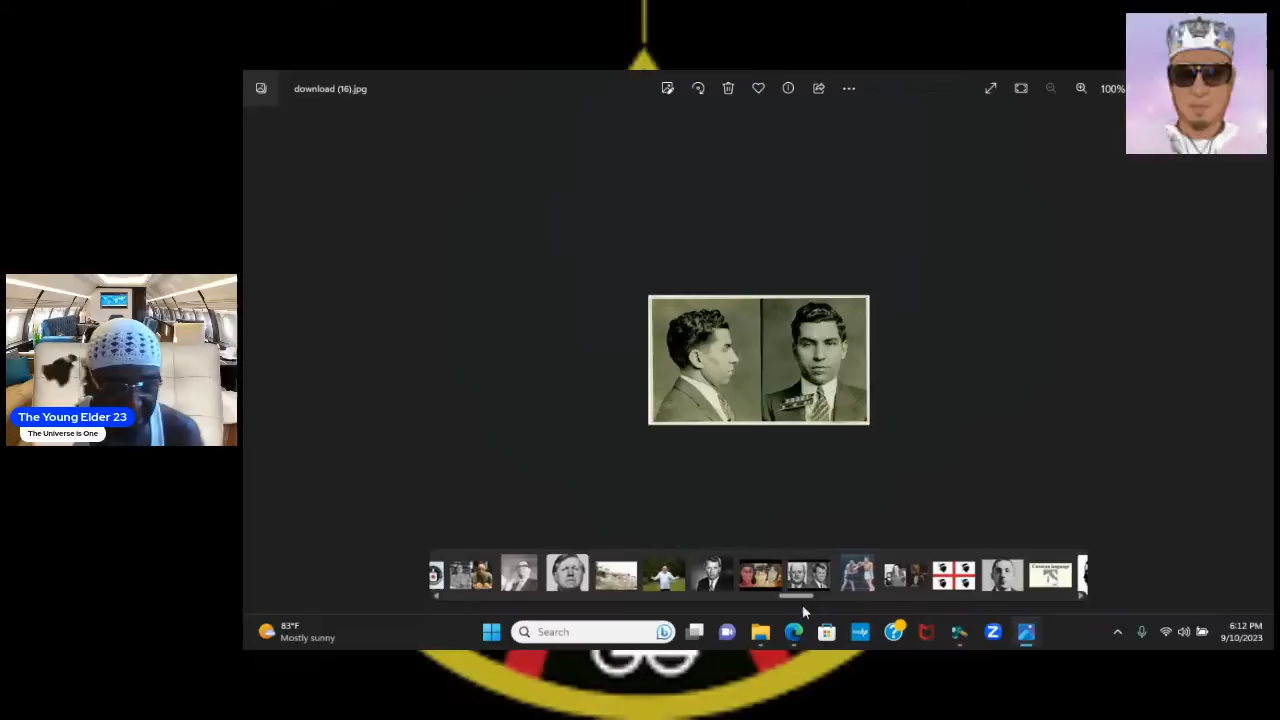 download (16).jpg
100%
The Young Elder 23
The Universe is One
83°F
Mostly sunny
Search
6:12 PM
9/10/2023